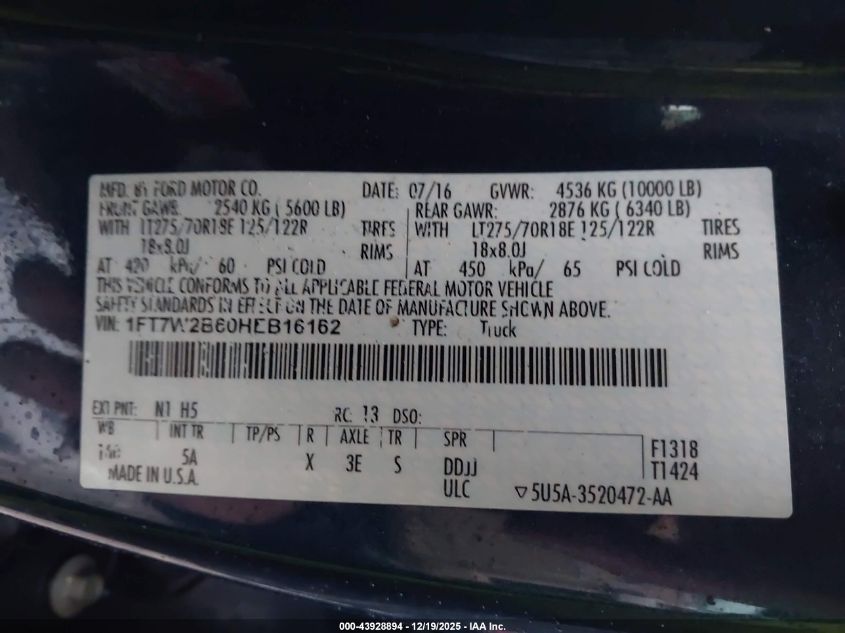 MFD. BY FORD MOTOR CO. DATE: 07/16 GVWR: 4536 KG (10000 LB)
FRONT GAWR: 2540 KG ( 5600 LB) REAR GAWR: 2876 KG ( 6340 LB)
WITH LT275/70R18E 125/122R TIRES WITH LT275/70R18E 125/122R TIRES
18x8.0J RIMS 18x8.0J RIMS
AT 420 kPa/ 60 PSI COLD AT 450 kPa/ 65 PSI COLD
THIS VEHICLE CONFORMS TO ALL APPLICABLE FEDERAL MOTOR VEHICLE
SAFETY STANDARDS IN EFFECT ON THE DATE OF MANUFACTURE SHOWN ABOVE.
VIN: 1FT7W2B60HEB16162 TYPE: Truck
EXT PNT: N1 H5 RC: 13 DSO:
WB INT TR TP/PS R AXLE TR SPR
5A X 3E S DDJJ F1318
MADE IN U.S.A. ULC T1424
▽5U5A-3520472-AA
000-43928894 - 12/19/2025 - IAA Inc.